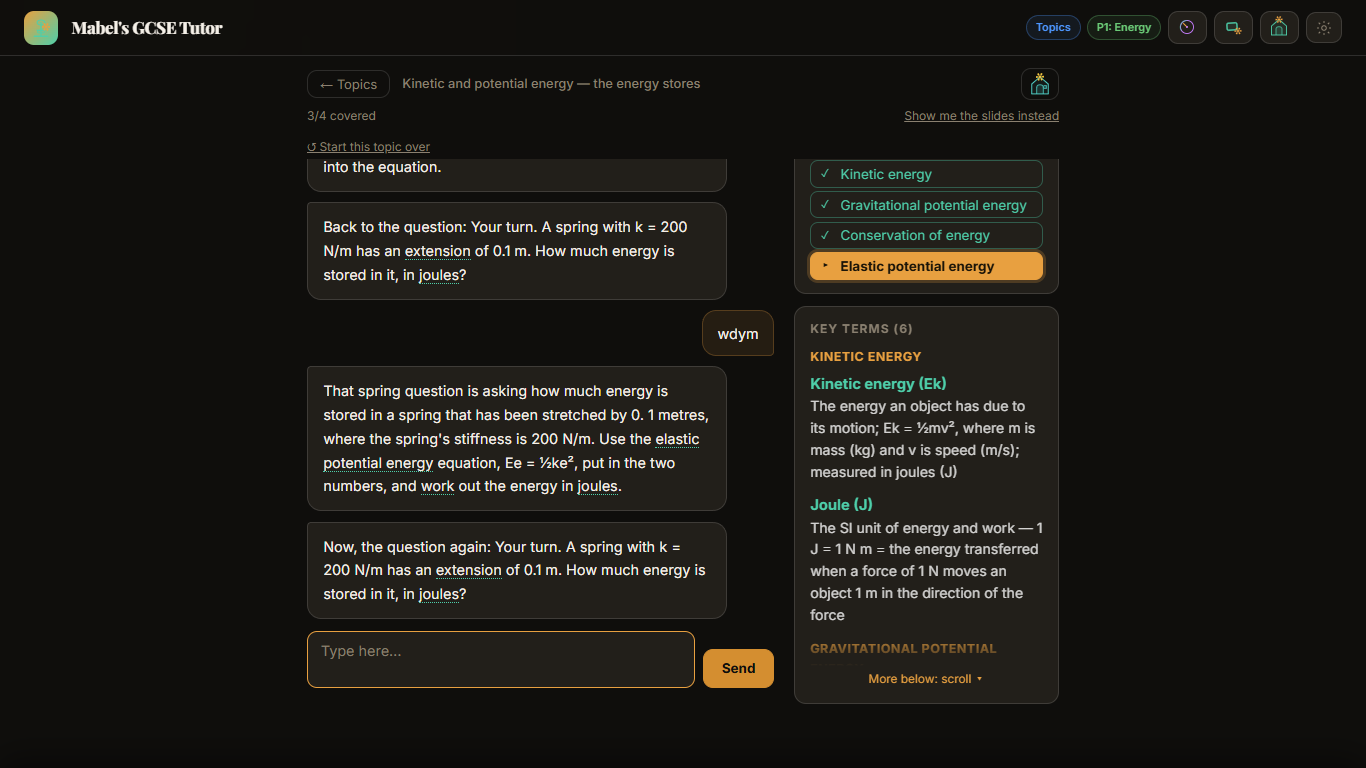 Mabel's GCSE Tutor
Topics
P1: Energy
← Topics
Kinetic and potential energy — the energy stores
3/4 covered
Show me the slides instead
↺ Start this topic over
into the equation.
Back to the question: Your turn. A spring with k = 200
N/m has an extension of 0.1 m. How much energy is
stored in it, in joules?
wdym
That spring question is asking how much energy is
stored in a spring that has been stretched by 0. 1 metres,
where the spring's stiffness is 200 N/m. Use the elastic
potential energy equation, Ee = ½ke², put in the two
numbers, and work out the energy in joules.
Now, the question again: Your turn. A spring with k =
200 N/m has an extension of 0.1 m. How much energy is
stored in it, in joules?
Type here...
Send
✓ Kinetic energy
✓ Gravitational potential energy
✓ Conservation of energy
▸ Elastic potential energy
KEY TERMS (6)
KINETIC ENERGY
Kinetic energy (Ek)
The energy an object has due to
its motion; Ek = ½mv², where m is
mass (kg) and v is speed (m/s);
measured in joules (J)
Joule (J)
The SI unit of energy and work — 1
J = 1 N m = the energy transferred
when a force of 1 N moves an
object 1 m in the direction of the
force
GRAVITATIONAL POTENTIAL
More below: scroll ▾